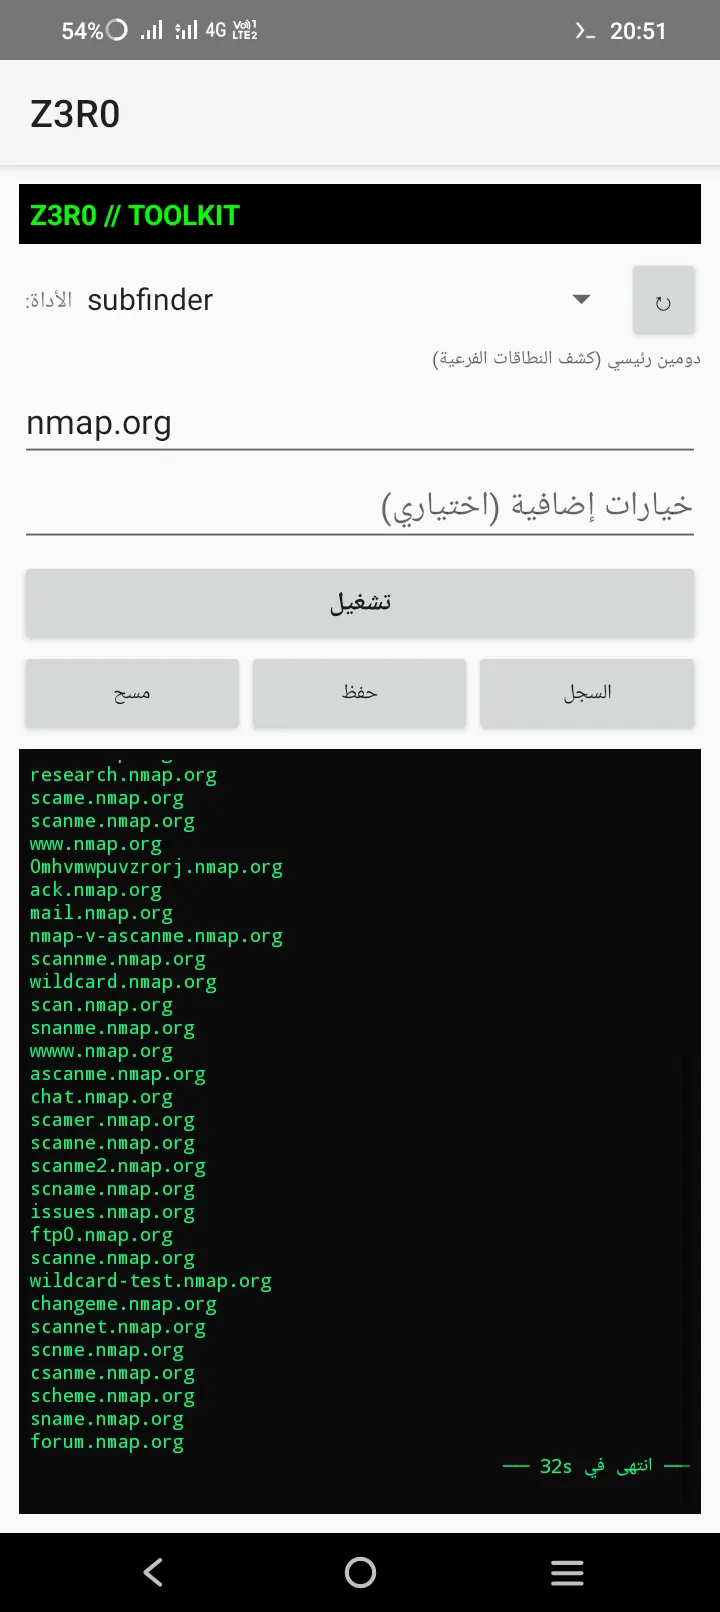 54% 4G Vo)) 1 LTE2 20:51
Z3R0
Z3R0 // TOOLKIT
الأداة: subfinder ↻
دومين رئيسي (كشف النطاقات الفرعية)
nmap.org
خيارات إضافية (اختياري)
تشغيل
مسح حفظ السجل
research.nmap.org
scame.nmap.org
scanme.nmap.org
www.nmap.org
0mhvmwpuvzrorj.nmap.org
ack.nmap.org
mail.nmap.org
nmap-v-ascanme.nmap.org
scannme.nmap.org
wildcard.nmap.org
scan.nmap.org
snanme.nmap.org
wwww.nmap.org
ascanme.nmap.org
chat.nmap.org
scamer.nmap.org
scamne.nmap.org
scanme2.nmap.org
scname.nmap.org
issues.nmap.org
ftp0.nmap.org
scanne.nmap.org
wildcard-test.nmap.org
changeme.nmap.org
scannet.nmap.org
scnme.nmap.org
csanme.nmap.org
scheme.nmap.org
sname.nmap.org
forum.nmap.org
── انتهى في 32s ──